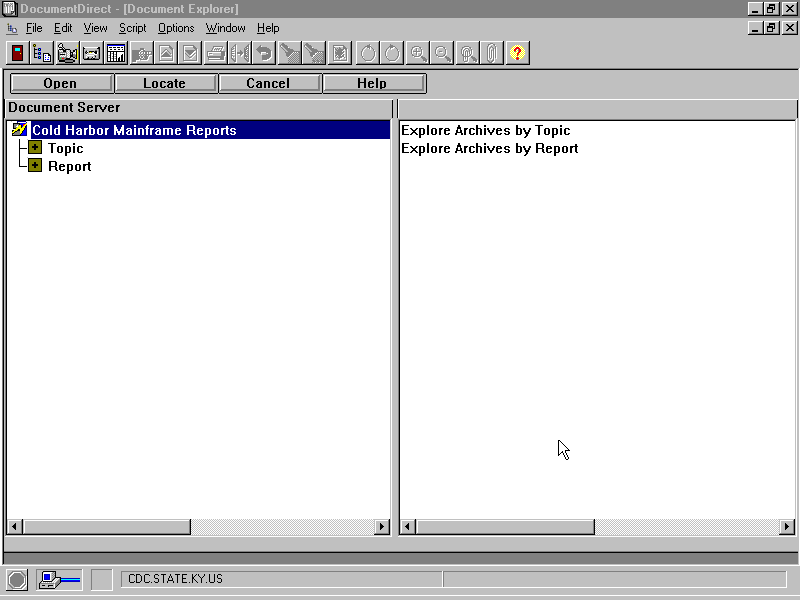 DocumentDirect - [Document Explorer]
File Edit View Script Options Window Help
?
Open Locate Cancel Help
Document Server
Cold Harbor Mainframe Reports
Topic
Report
Explore Archives by Topic
Explore Archives by Report
CDC.STATE.KY.US